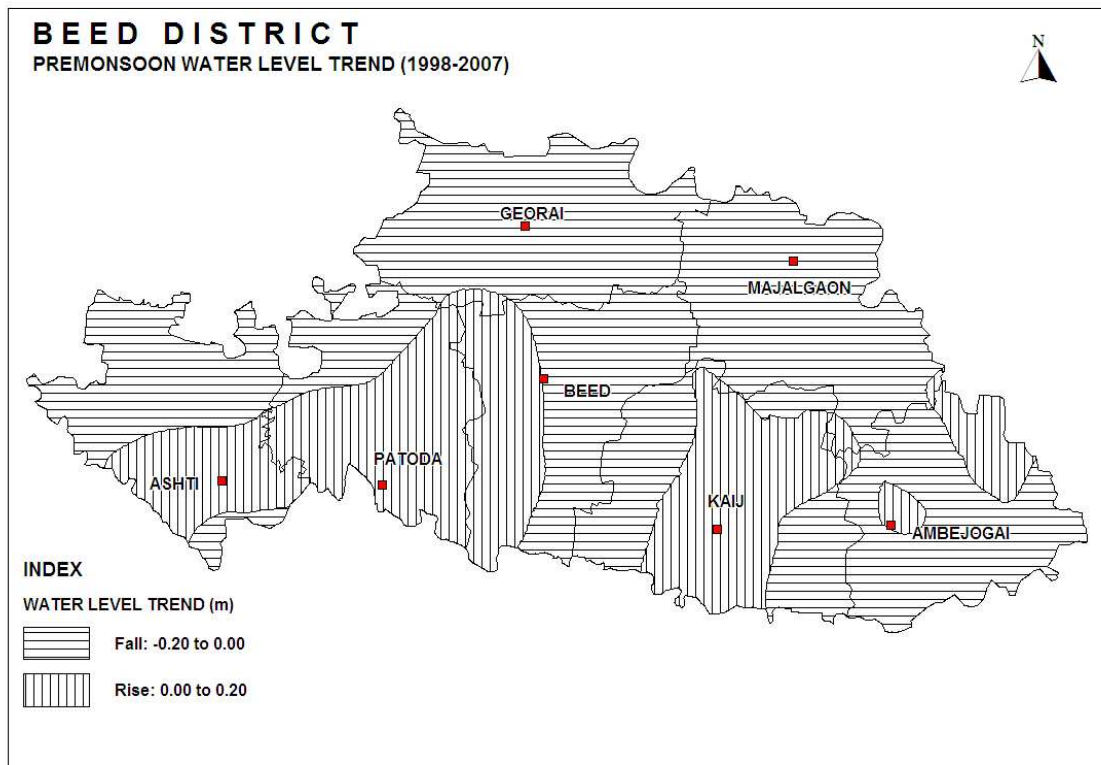 BEED DISTRICT
PREMONSOON WATER LEVEL TREND (1998-2007)
N
GEORAI
MAJALGAON
BEED
PATODA
ASHTI
KAIJ
AMBEJOGAI
INDEX
WATER LEVEL TREND (m)
Fall: -0.20 to 0.00
Rise: 0.00 to 0.20